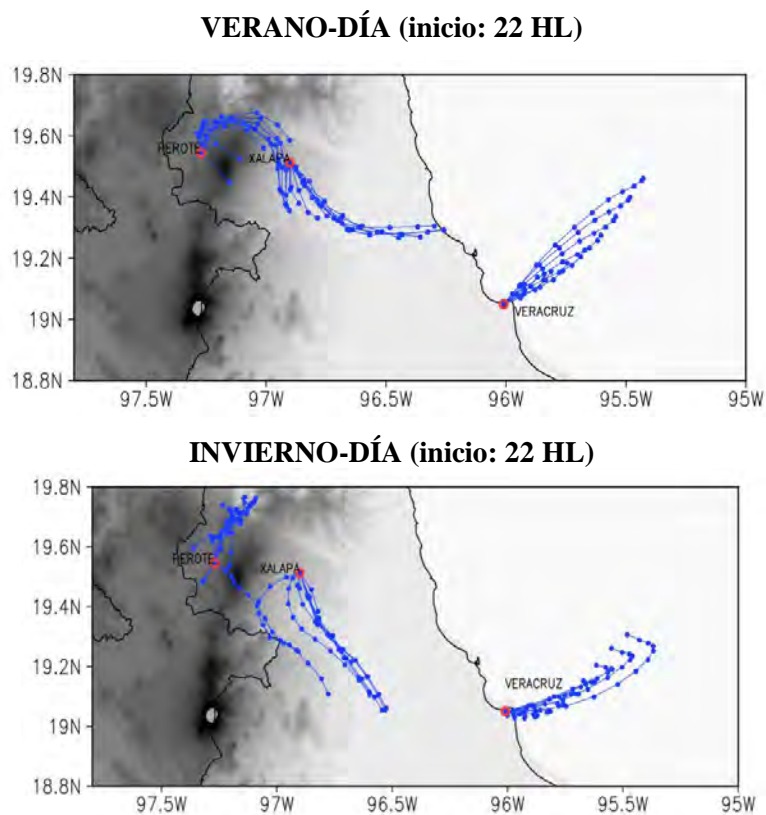 VERANO-DÍA (inicio: 22 HL)
19.8N
19.6N
PEROTE
XALAPA
19.4N
19.2N
19N
VERACRUZ
18.8N
97.5W 97W 96.5W 96W 95.5W 95W
INVIERNO-DÍA (inicio: 22 HL)
19.8N
19.6N
PEROTE
XALAPA
19.4N
19.2N
VERACRUZ
19N
18.8N
97.5W 97W 96.5W 96W 95.5W 95W